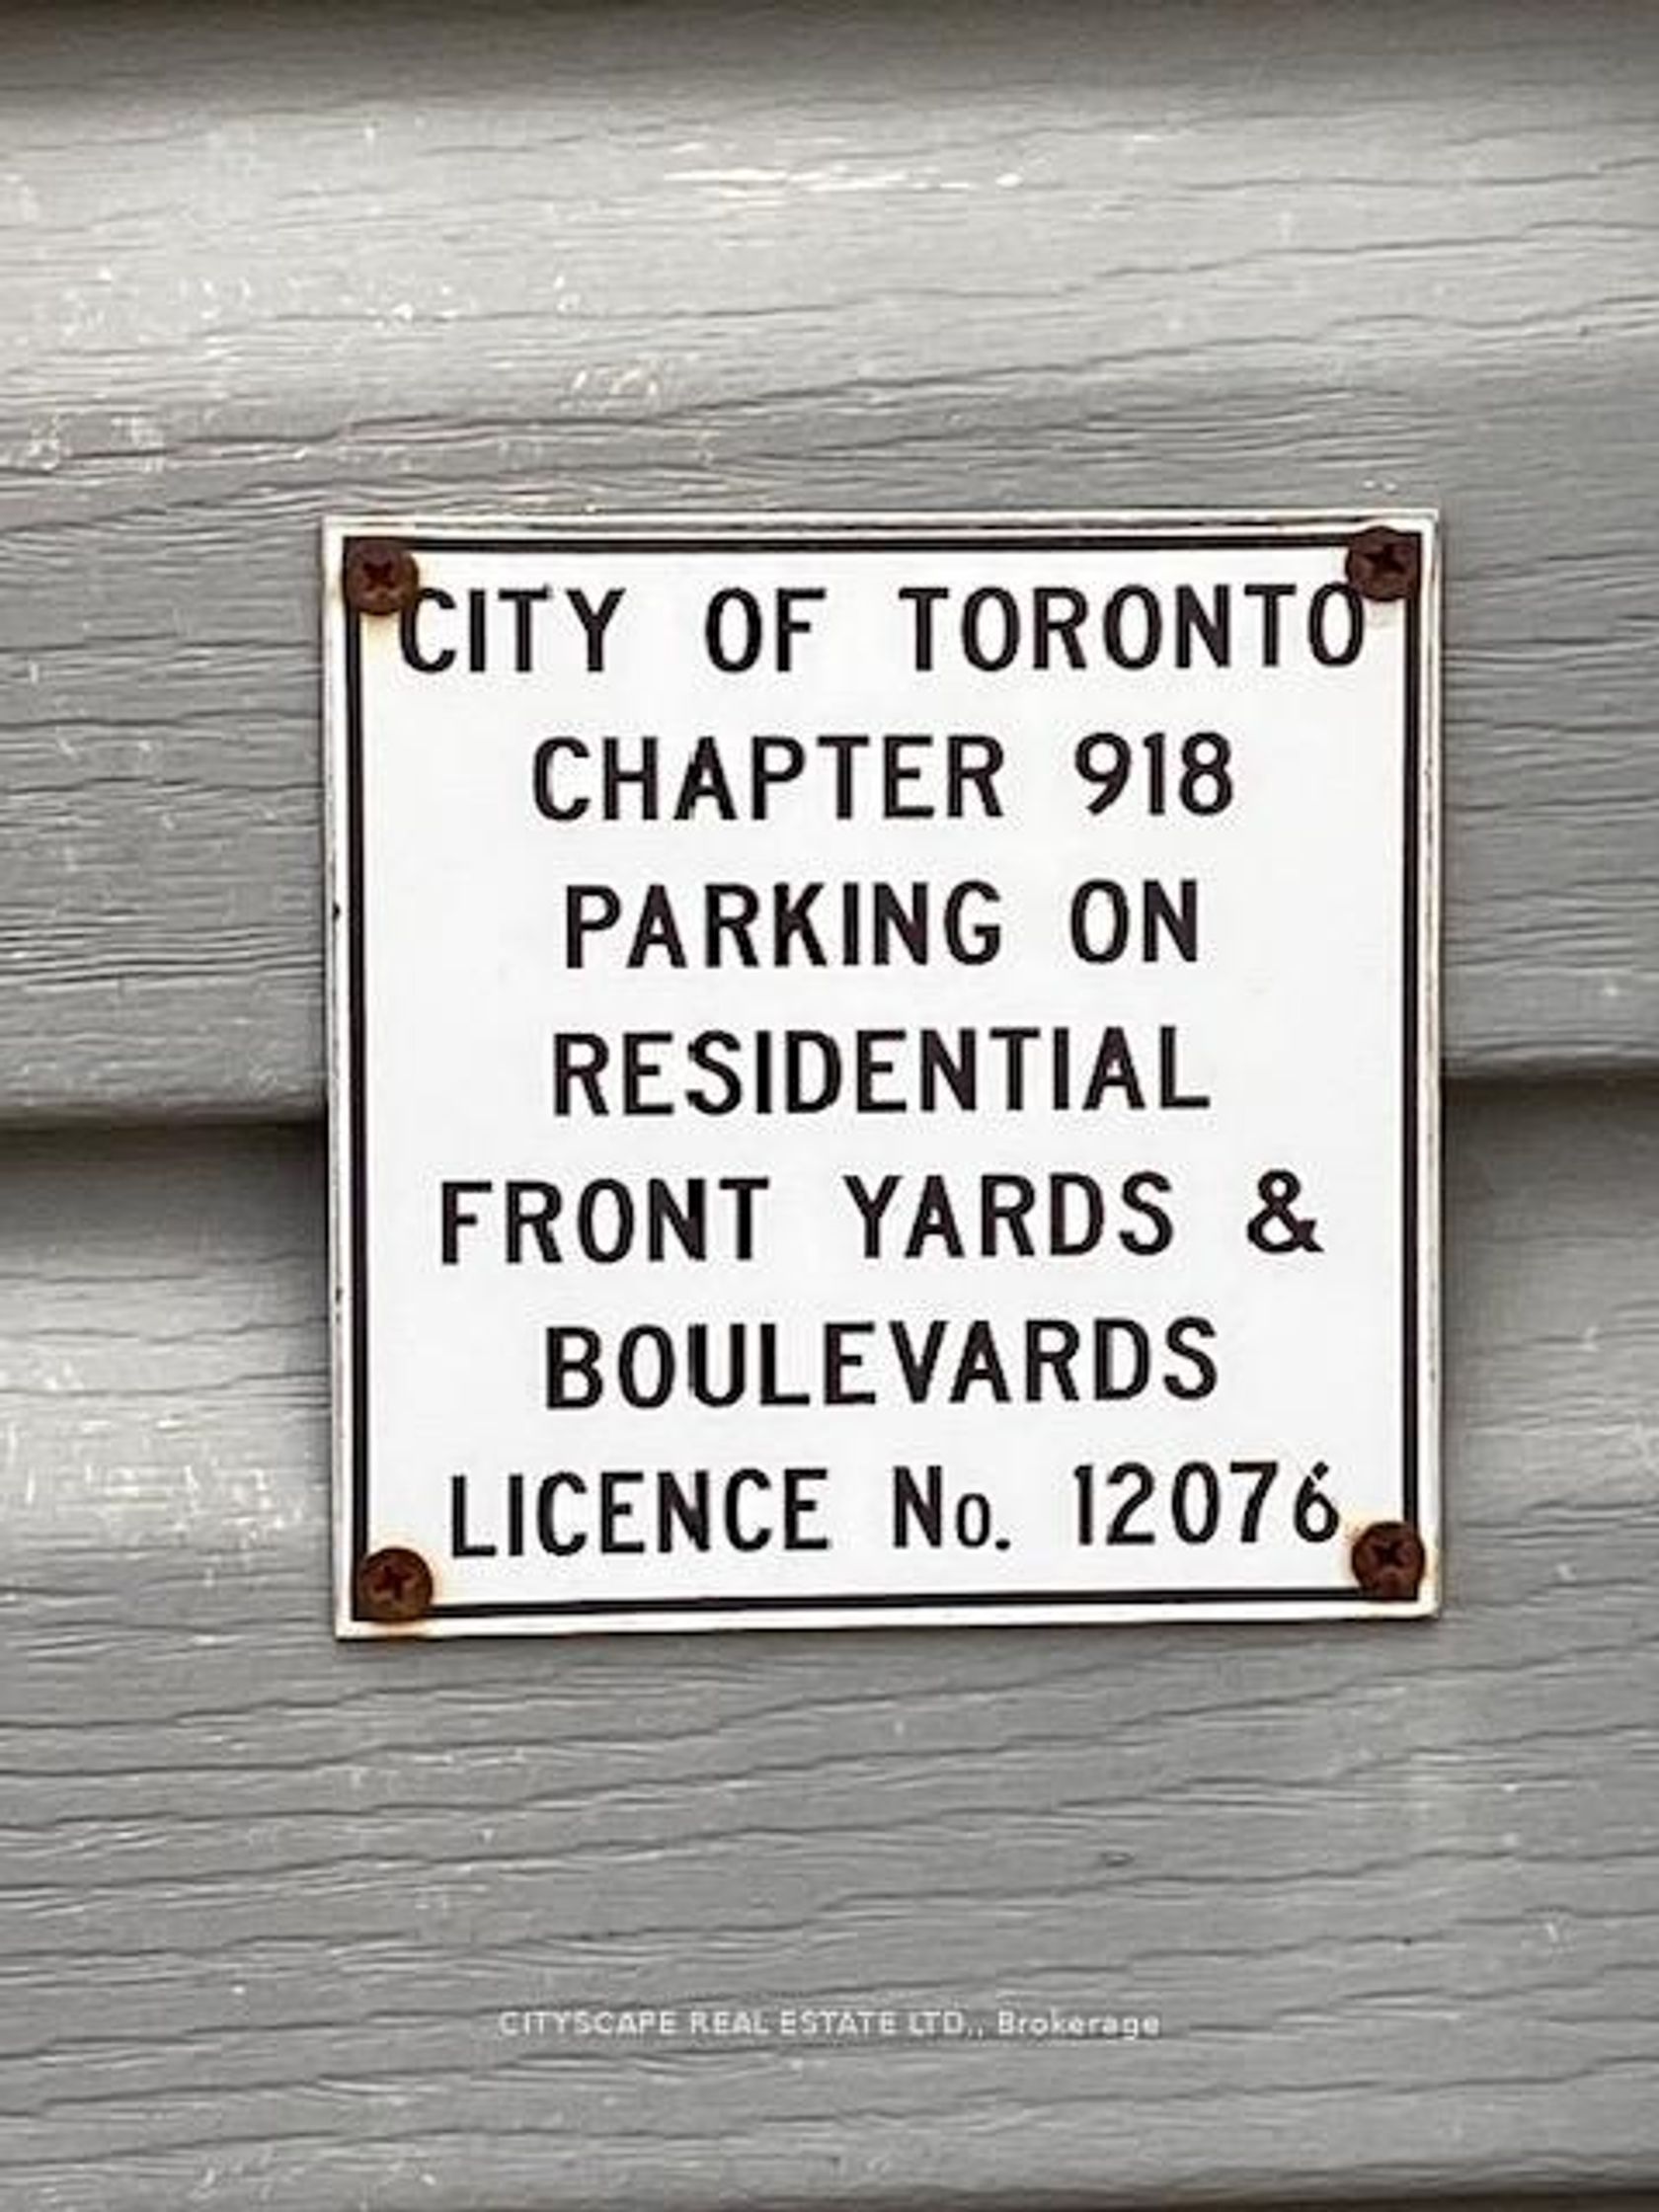 CITY OF TORONTO
CHAPTER 918
PARKING ON
RESIDENTIAL
FRONT YARDS &
BOULEVARDS
LICENCE No. 12076
CITYSCAPE REAL ESTATE LTD., Brokerage